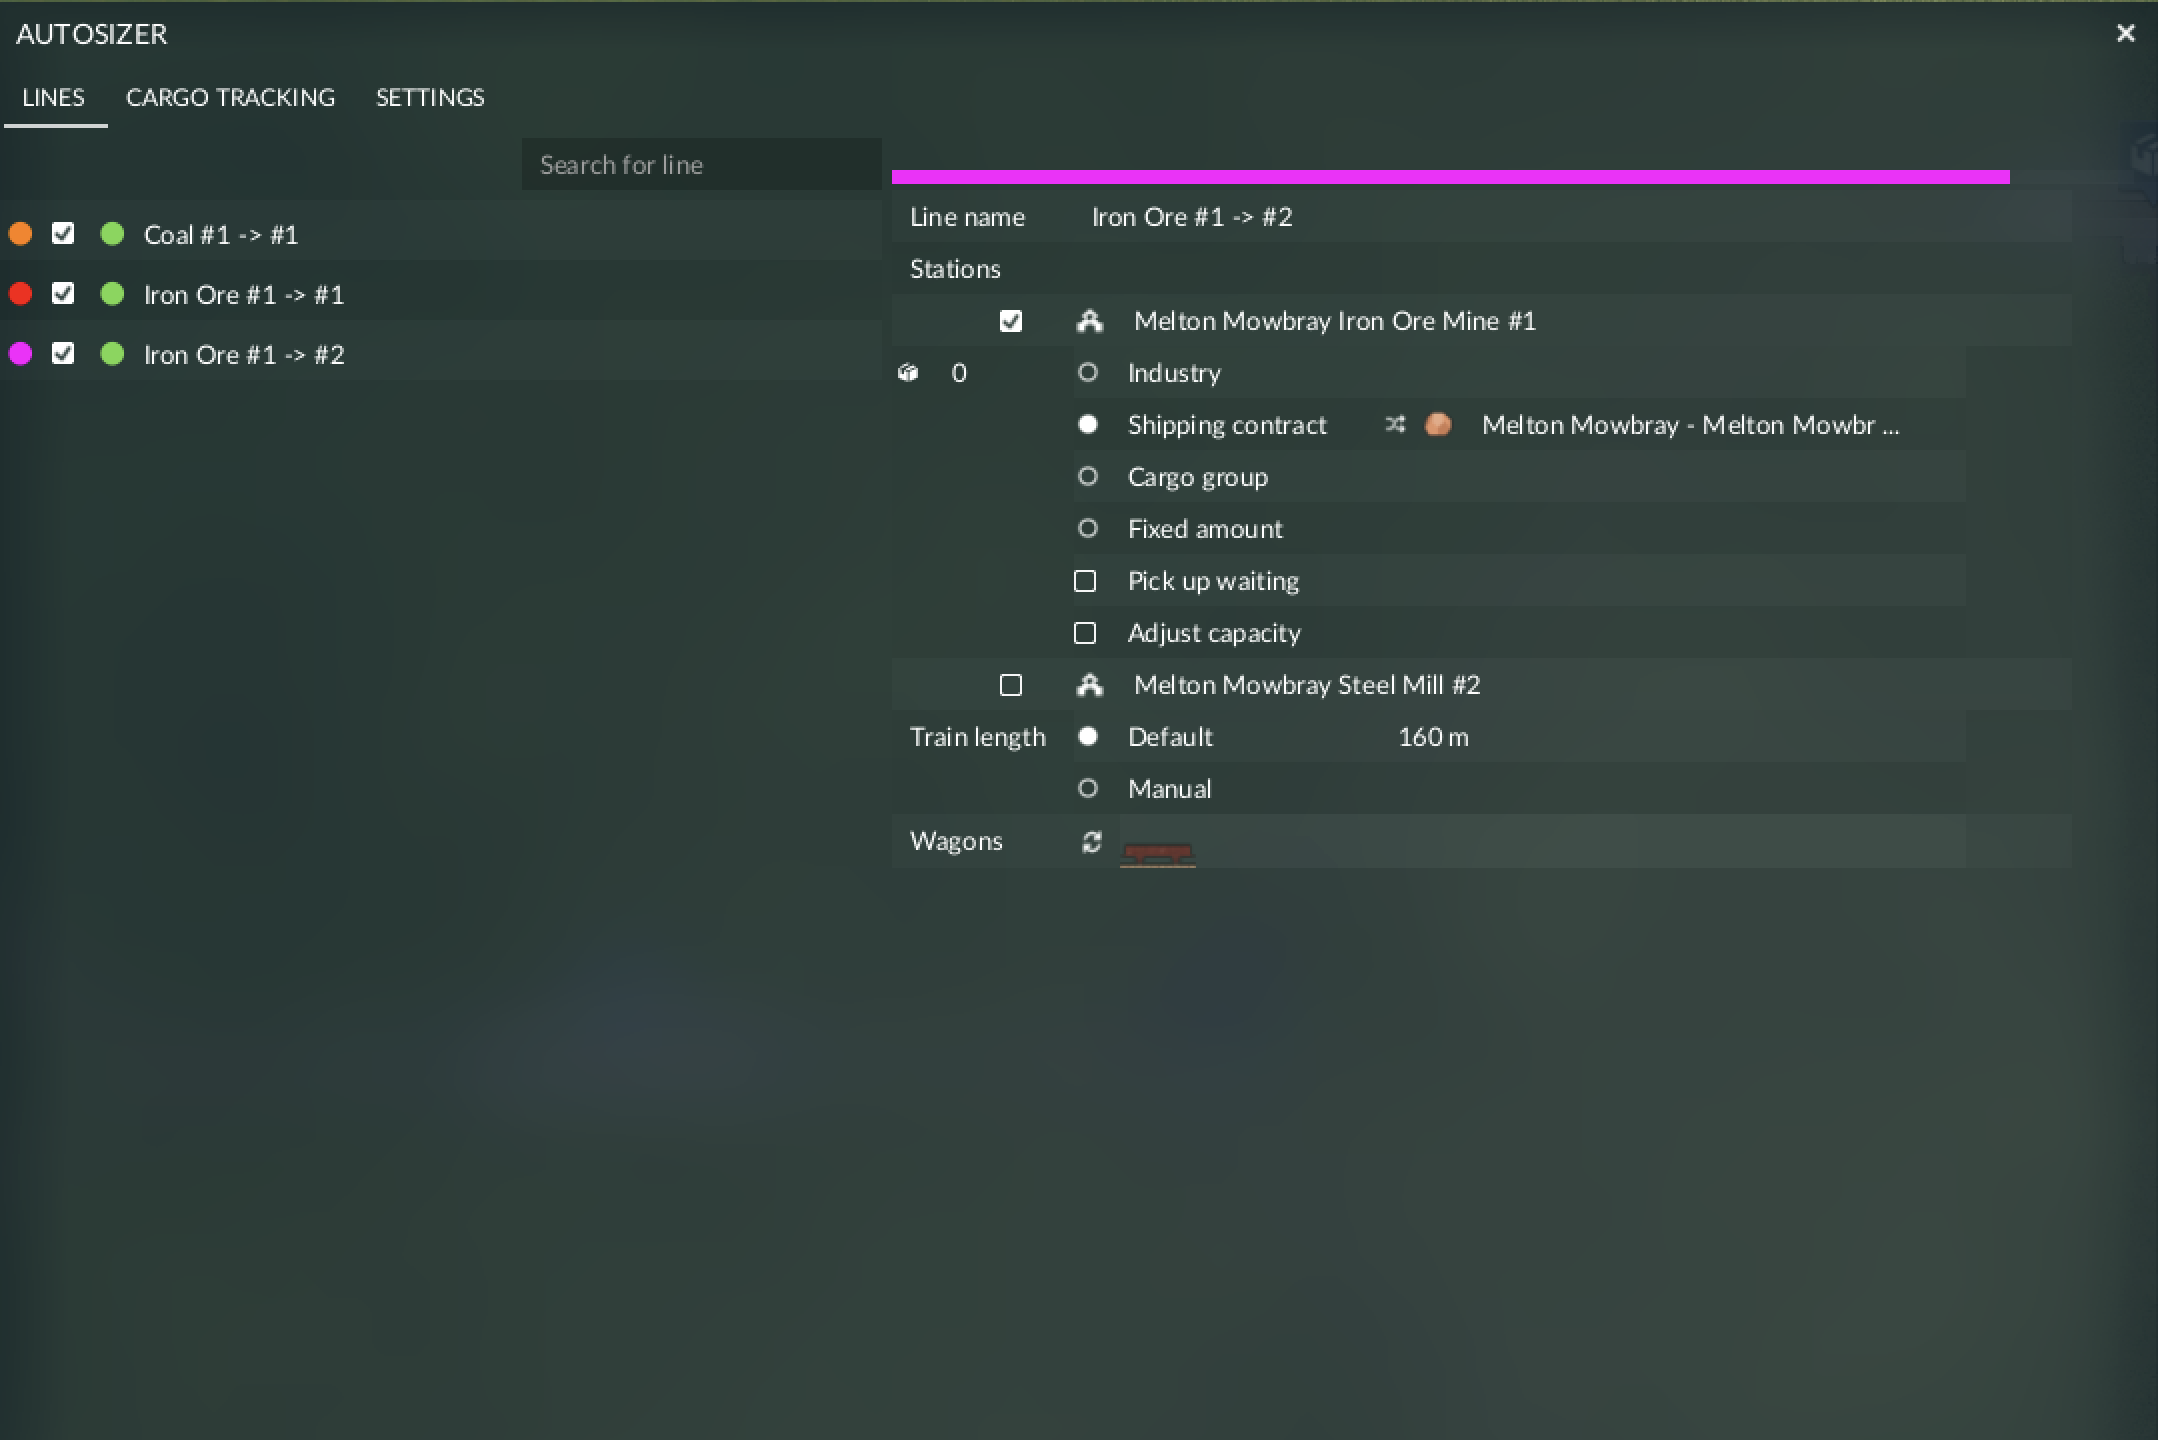 AUTOSIZER
LINES CARGO TRACKING SETTINGS
Search for line
Coal #1 -> #1
Iron Ore #1 -> #1
Iron Ore #1 -> #2
Line name Iron Ore #1 -> #2
Stations
Melton Mowbray Iron Ore Mine #1
0 Industry
Shipping contract Melton Mowbray - Melton Mowbr ...
Cargo group
Fixed amount
Pick up waiting
Adjust capacity
Melton Mowbray Steel Mill #2
Train length Default 160 m
Manual
Wagons